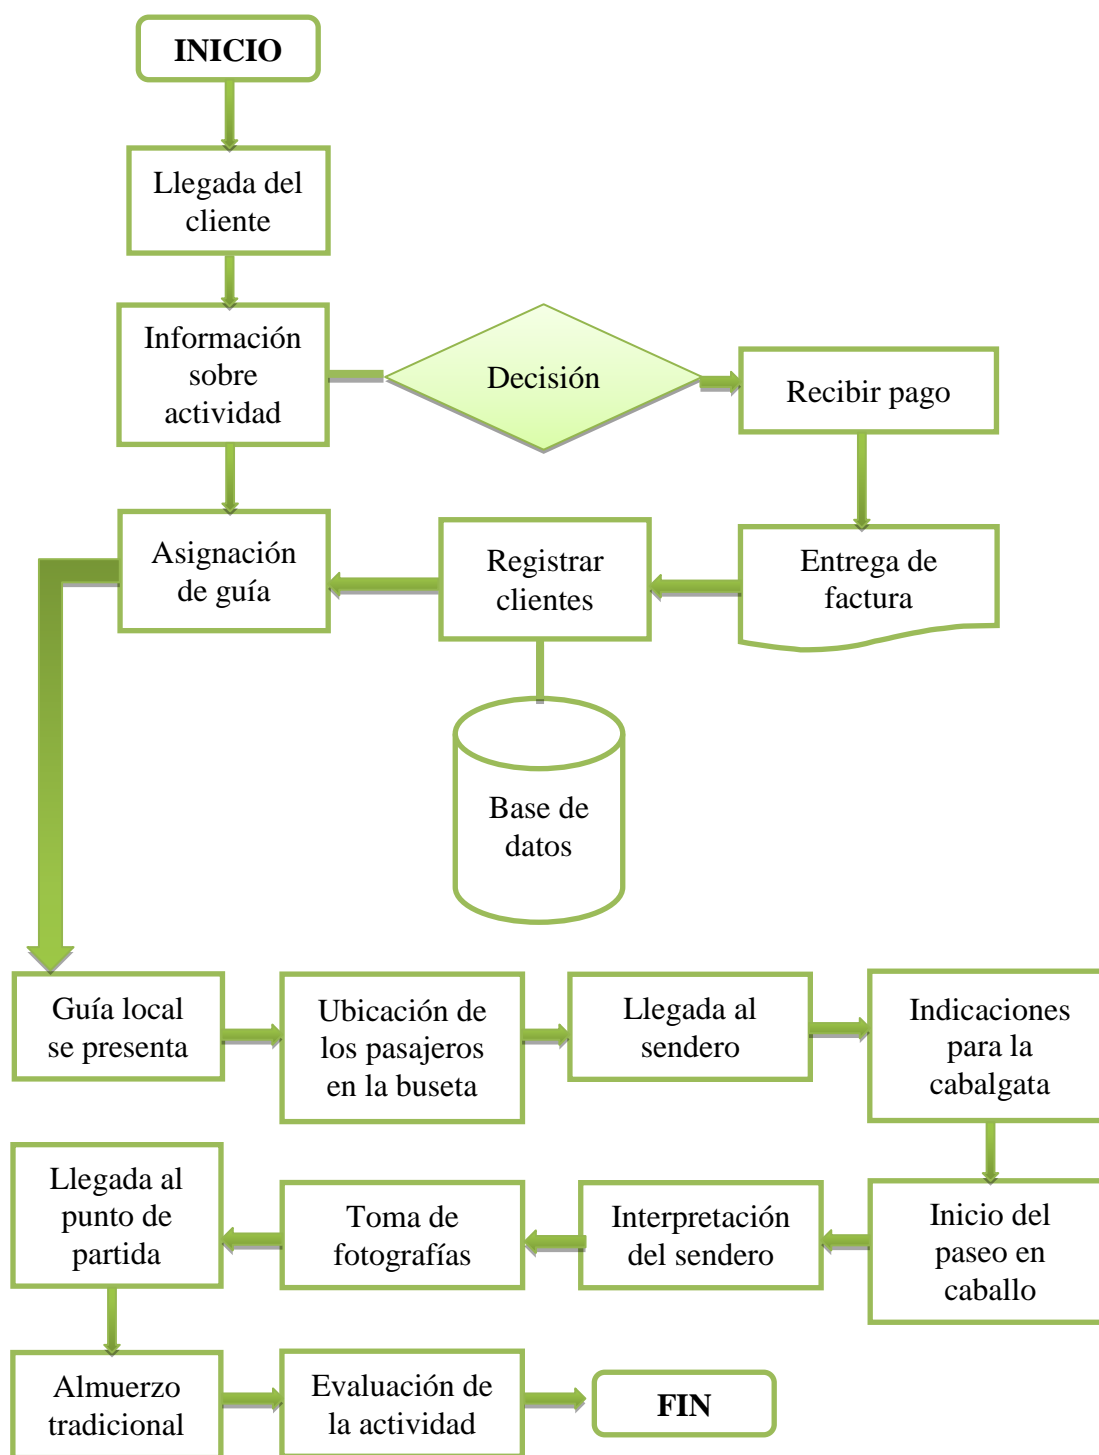 INICIO
Llegada del
cliente
Información
sobre
actividad
Decisión
Recibir pago
Entrega de
factura
Registrar
clientes
Base de
datos
Asignación
de guía
Guía local
se presenta
Ubicación de
los pasajeros
en la buseta
Llegada al
sendero
Indicaciones
para la
cabalgata
Inicio del
paseo en
caballo
Interpretación
del sendero
Toma de
fotografías
Llegada al
punto de
partida
Almuerzo
tradicional
Evaluación de
la actividad
FIN